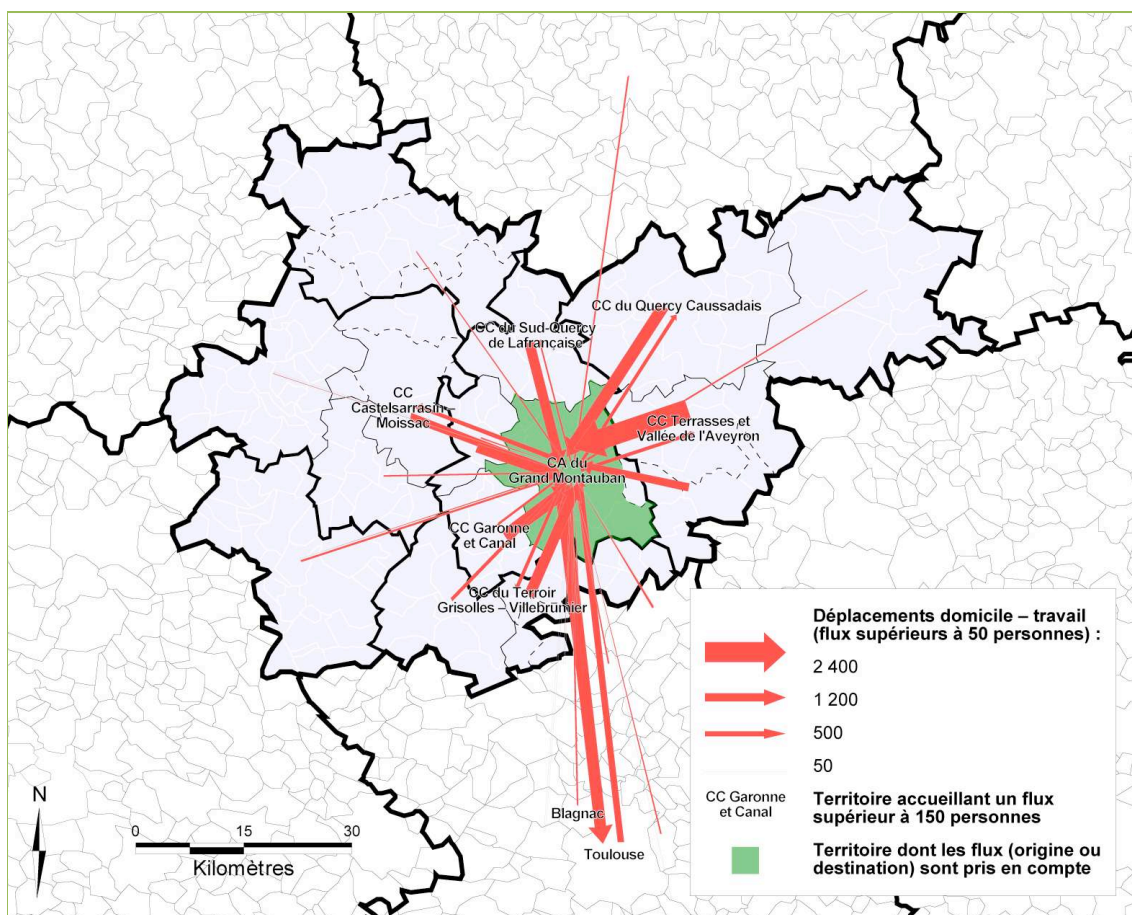 CC du Quercy Caussadais
CC du Sud-Quercy
de Lafrançaise
CC
Castelsarrasin –
Moissac
CC Terrasses et
Vallée de l'Aveyron
CA du
Grand Montauban
CC Garonne
et Canal
CC du Terroir
Grisolles – Villebrumier
Blagnac
Toulouse
N
0 15 30
Kilomètres
Déplacements domicile – travail
(flux supérieurs à 50 personnes) :
2 400
1 200
500
50
CC Garonne
et Canal
Territoire accueillant un flux
supérieur à 150 personnes
Territoire dont les flux (origine ou
destination) sont pris en compte